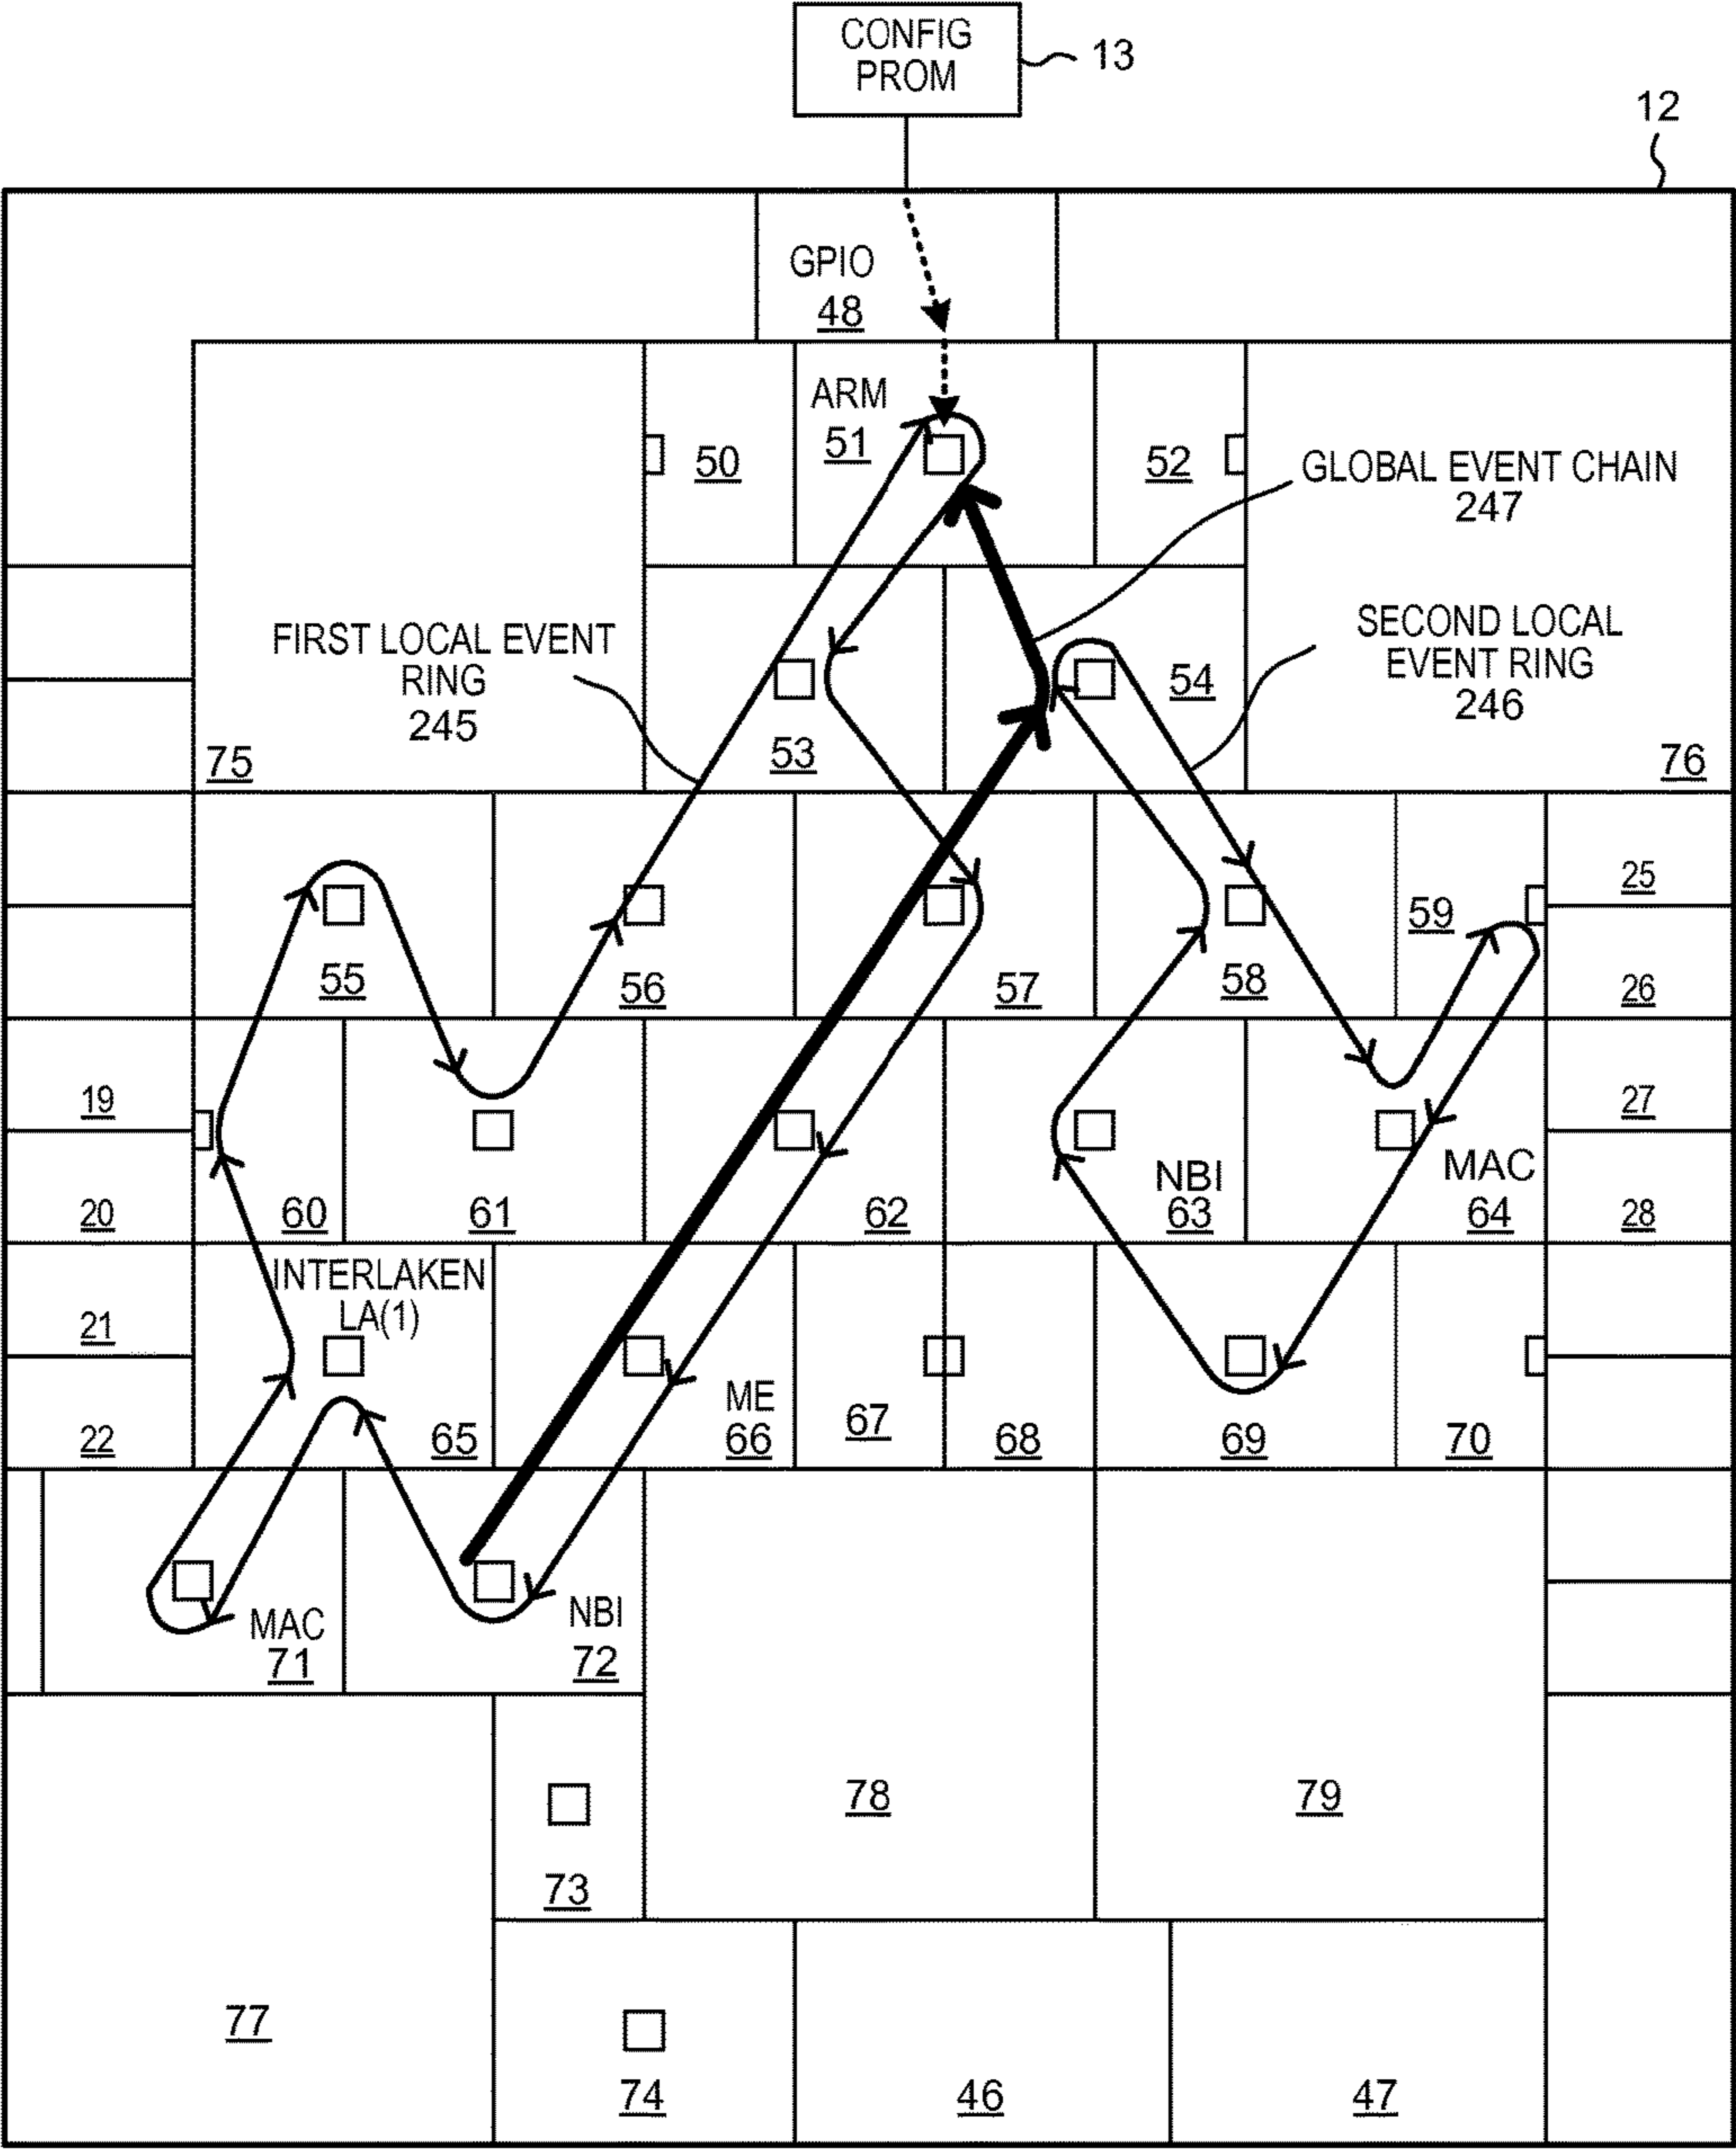 CONFIG
PROM
13
12
GPIO
48
ARM
51
50
52
GLOBAL EVENT CHAIN
247
FIRST LOCAL EVENT
RING
245
SECOND LOCAL
EVENT RING
246
54
75
53
76
25
59
55
56
57
58
26
19
27
NBI
MAC
20
60
61
62
63
64
28
INTERLAKEN
LA(1)
21
ME
22
65
66
67
68
69
70
MAC
71
NBI
72
78
79
73
77
74
46
47